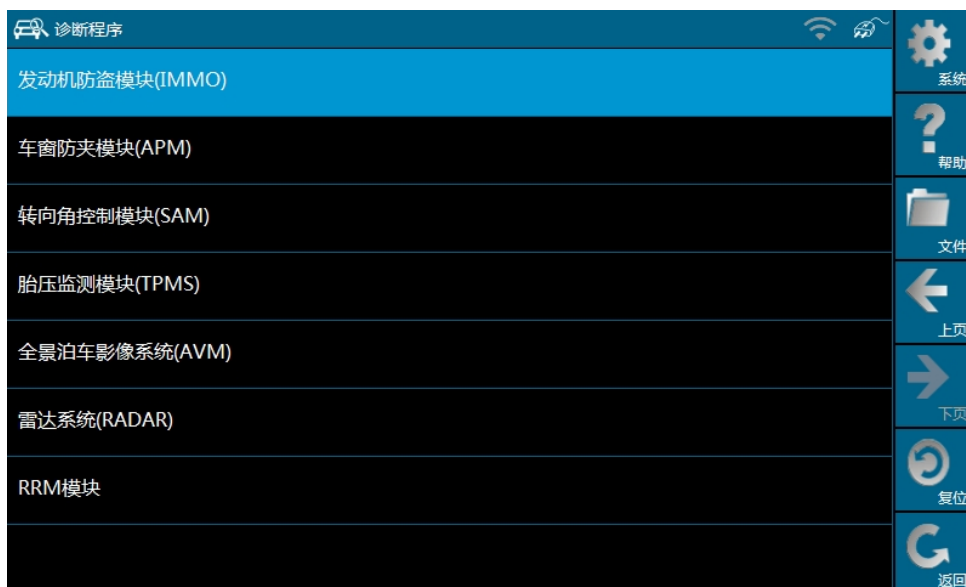 诊断程序
发动机防盗模块(IMMO)
车窗防夹模块(APM)
转向角控制模块(SAM)
胎压监测模块(TPMS)
全景泊车影像系统(AVM)
雷达系统(RADAR)
RRM模块
系统
帮助
文件
上页
下页
复位
返回